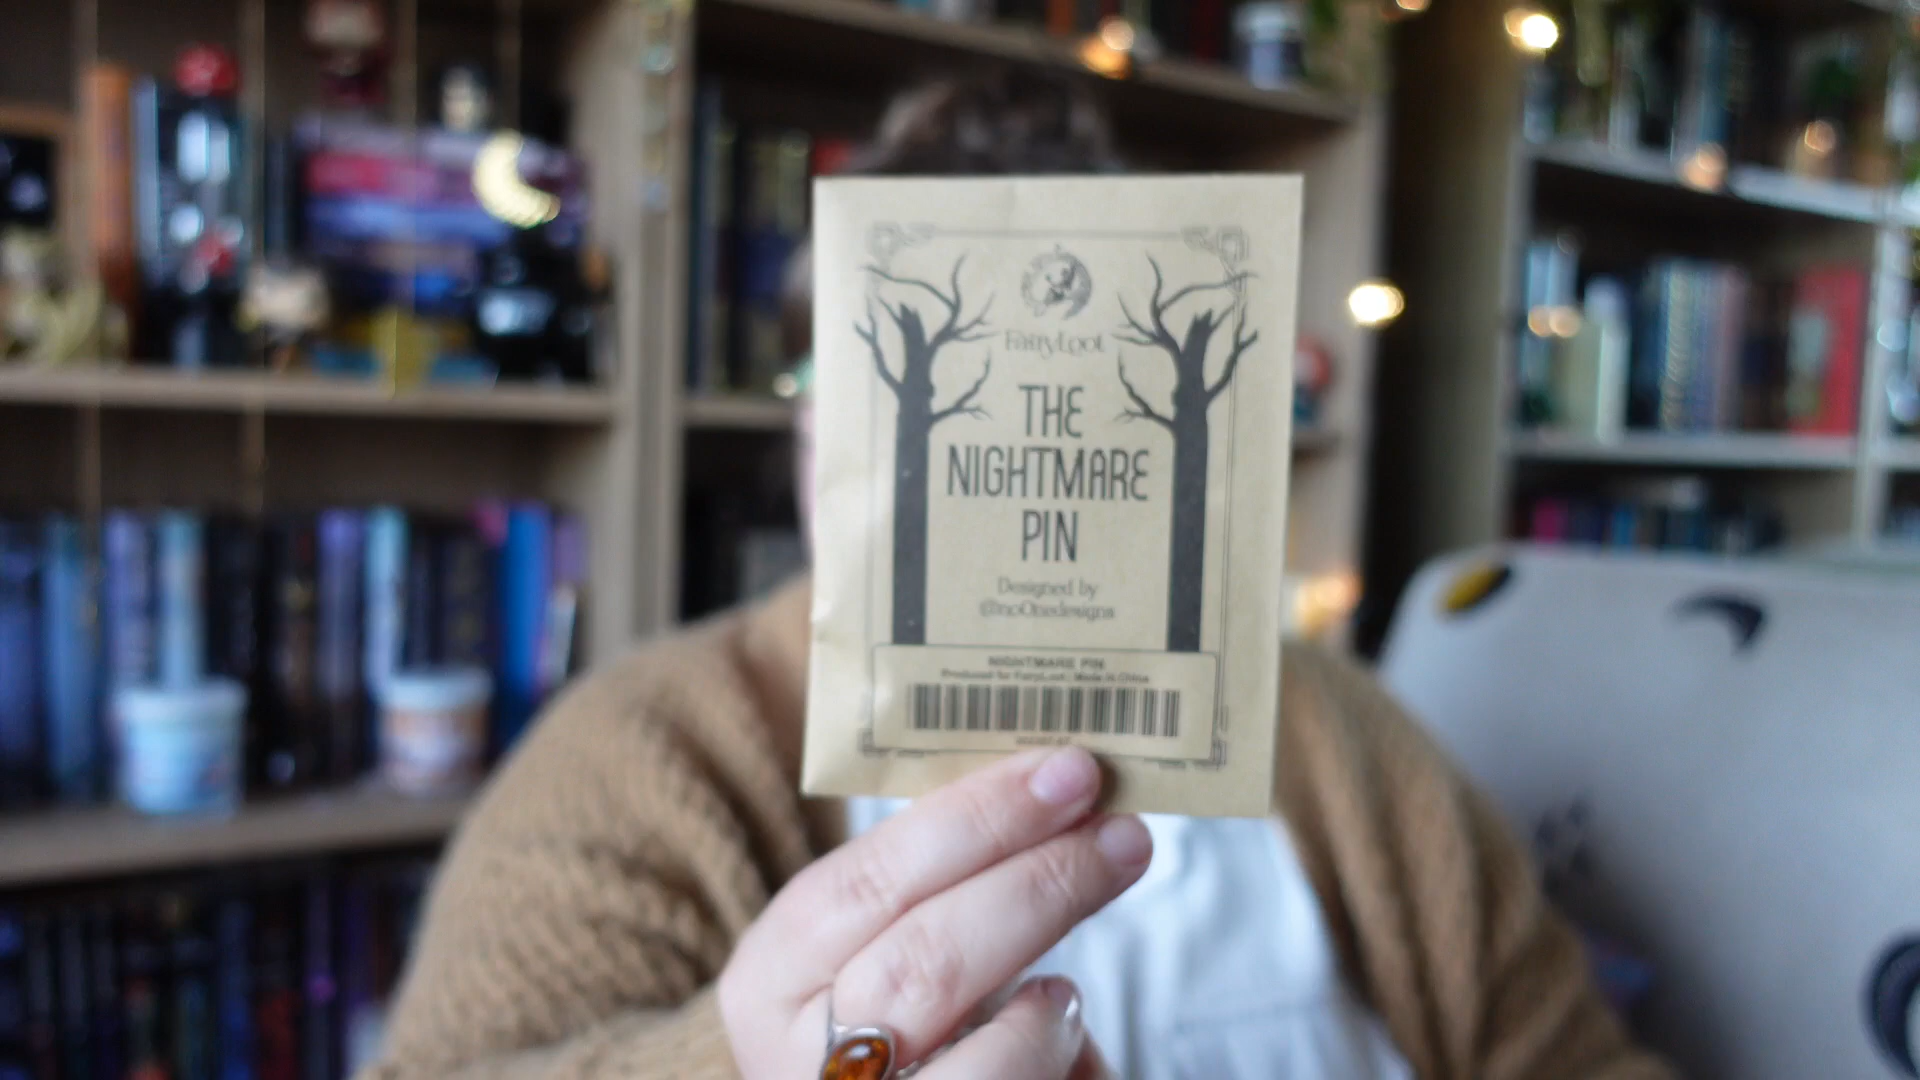 FairyLoot
THE
NIGHTMARE
PIN
Designed by
@noOnedesigns
NIGHTMARE PIN
Produced for FairyLoot | Made in China